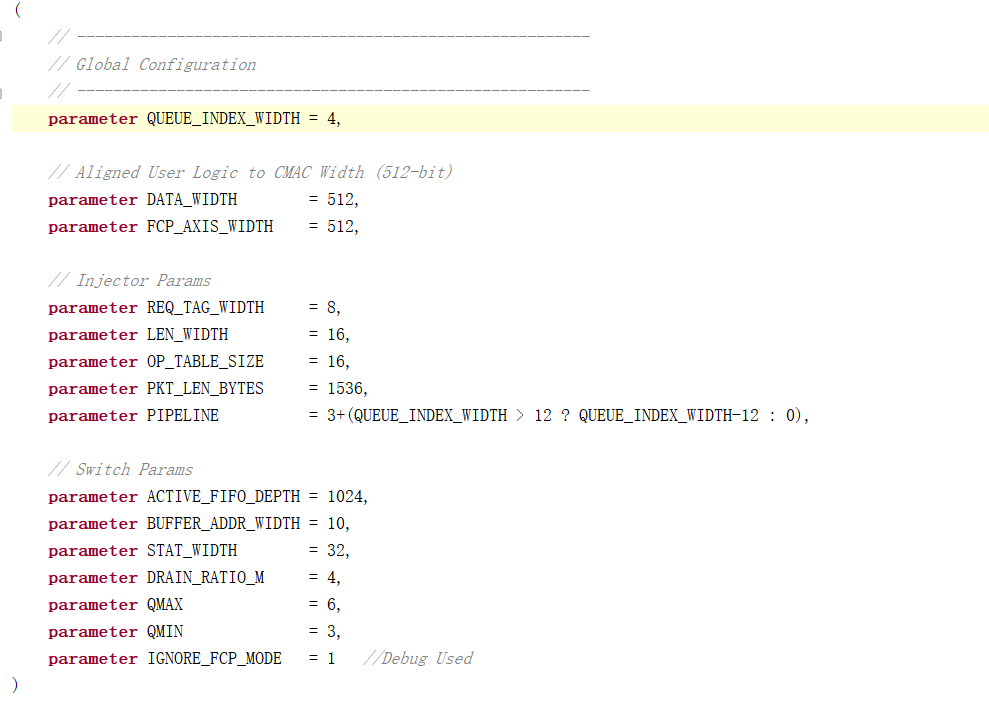 (
// ---------------------------------------------------------
// Global Configuration
// ---------------------------------------------------------
parameter QUEUE_INDEX_WIDTH = 4,
// Aligned User Logic to CMAC Width (512-bit)
parameter DATA_WIDTH        = 512,
parameter FCP_AXIS_WIDTH    = 512,
// Injector Params
parameter REQ_TAG_WIDTH     = 8,
parameter LEN_WIDTH         = 16,
parameter OP_TABLE_SIZE     = 16,
parameter PKT_LEN_BYTES     = 1536,
parameter PIPELINE          = 3+(QUEUE_INDEX_WIDTH > 12 ? QUEUE_INDEX_WIDTH-12 : 0),
// Switch Params
parameter ACTIVE_FIFO_DEPTH = 1024,
parameter BUFFER_ADDR_WIDTH = 10,
parameter STAT_WIDTH        = 32,
parameter DRAIN_RATIO_M     = 4,
parameter QMAX              = 6,
parameter QMIN              = 3,
parameter IGNORE_FCP_MODE   = 1   //Debug Used
)